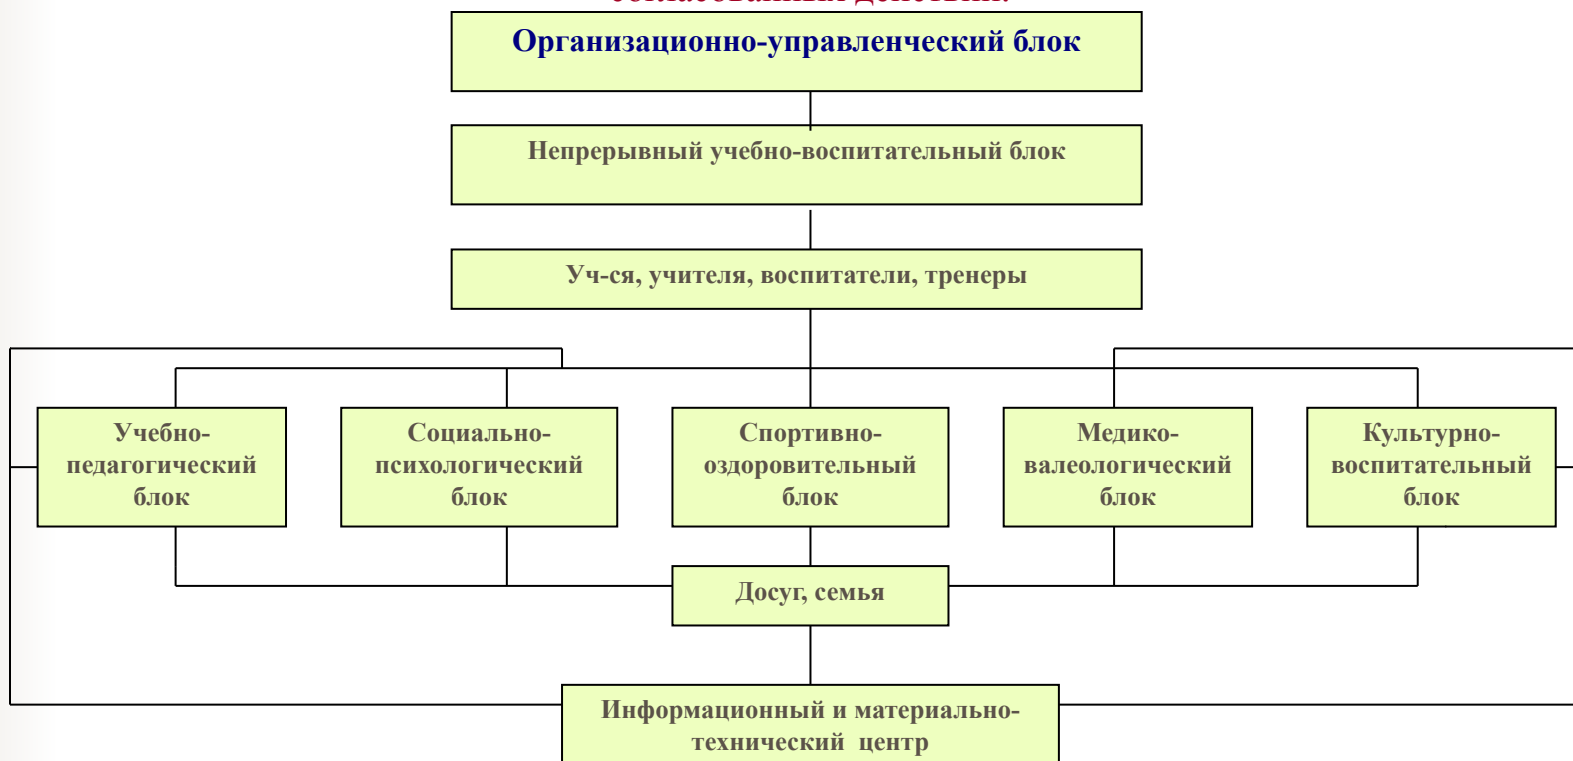 Организационно-управленческий блок
Непрерывный учебно-воспитательный блок
Уч-ся, учителя, воспитатели, тренеры
Учебно-
педагогический
блок
Социально-
психологический
блок
Спортивно-
оздоровительный
блок
Медико-
валеологический
блок
Культурно-
воспитательный
блок
Досуг, семья
Информационный и материально-
технический центр